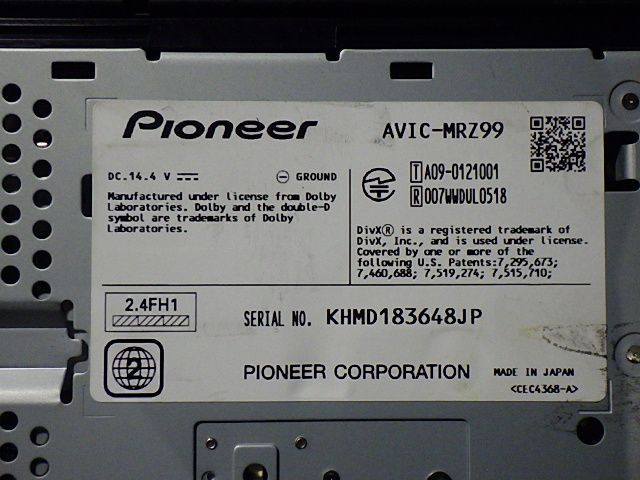 Pioneer
AVIC-MRZ99
DC.14.4 V
GROUND
T A09-0121001
R 007WWDUL0518
Manufactured under license from Dolby
Laboratories. Dolby and the double-D
symbol are trademarks of Dolby
Laboratories.
DivX® is a registered trademark of
DivX, Inc., and is used under license.
Covered by one or more of the
following U.S. Patents:7,295,673;
7,460,688; 7,519,274; 7,515,710;
2.4FH1
SERIAL NO. KHMD183648JP
2
PIONEER CORPORATION
MADE IN JAPAN
<CEC4368-A>